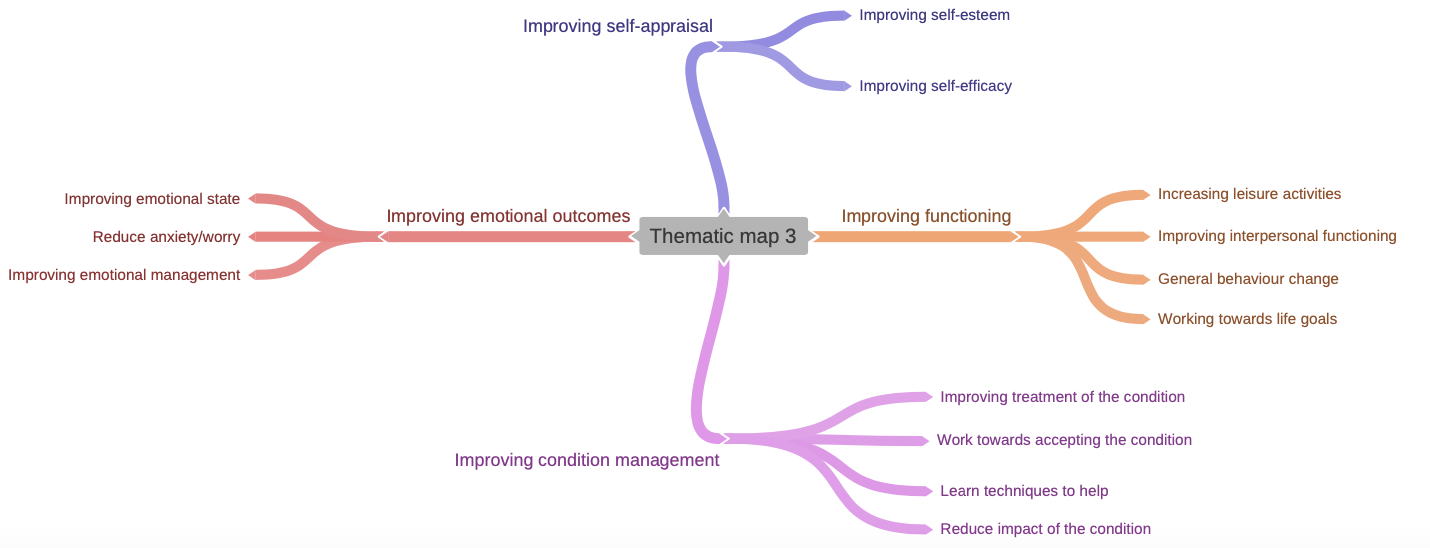 Improving self-appraisal
Improving self-esteem
Improving self-efficacy
Improving emotional outcomes
Improving emotional state
Reduce anxiety/worry
Improving emotional management
Thematic map 3
Improving functioning
Increasing leisure activities
Improving interpersonal functioning
General behaviour change
Working towards life goals
Improving condition management
Improving treatment of the condition
Work towards accepting the condition
Learn techniques to help
Reduce impact of the condition